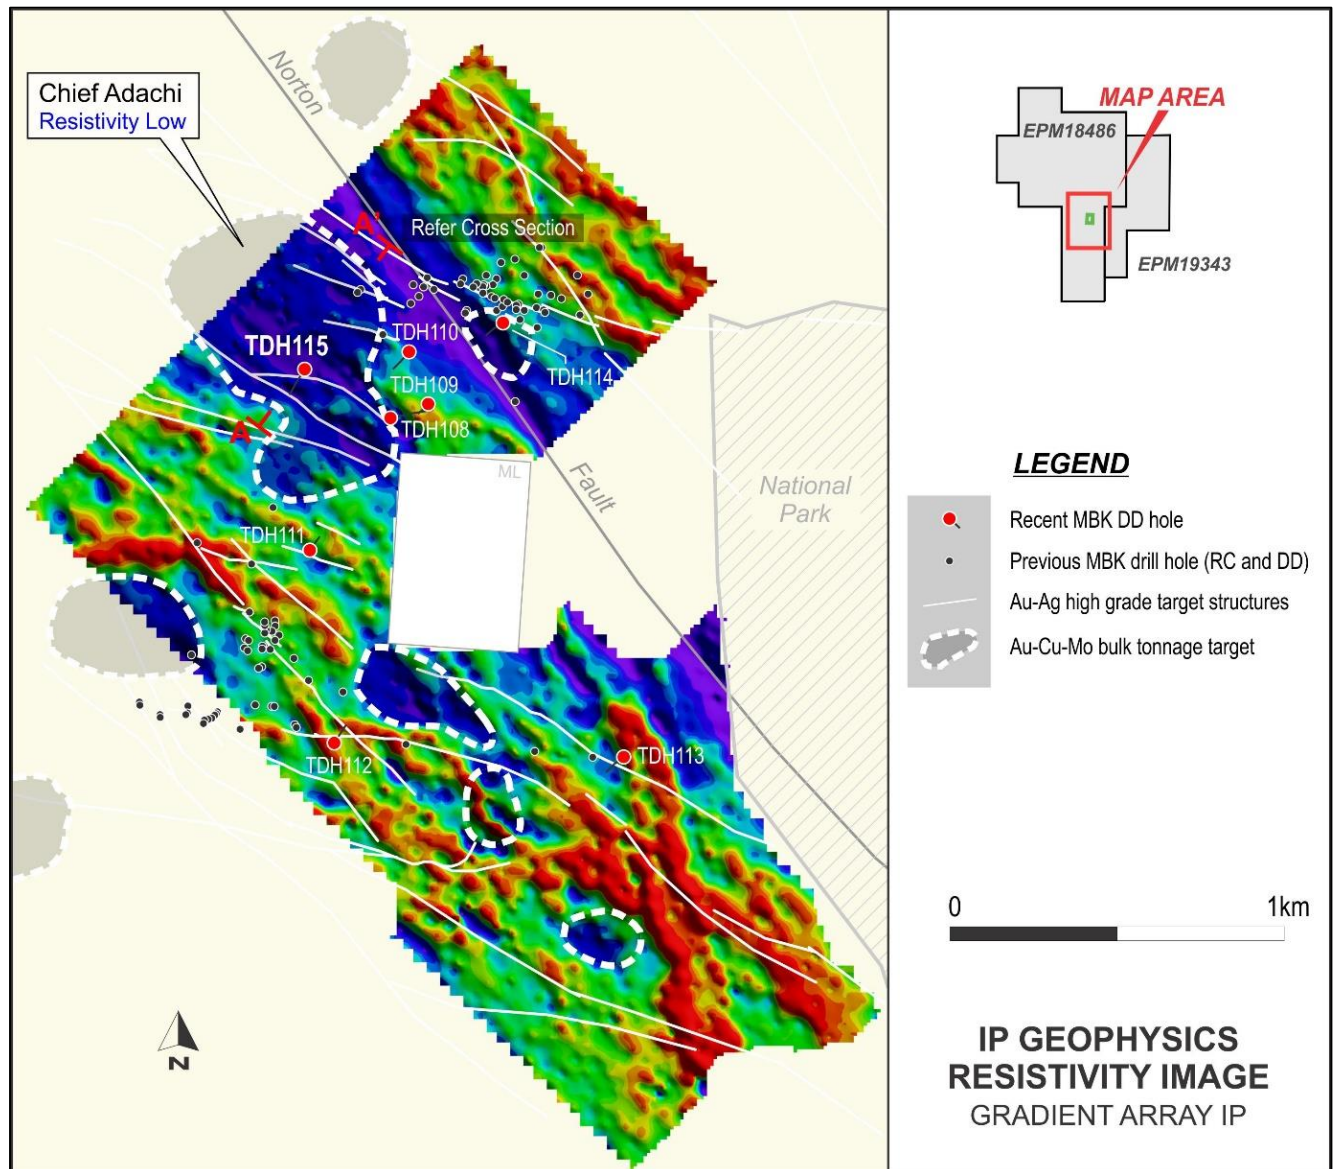 Norton
Chief Adachi
Resistivity Low
A'
Refer Cross Section
TDH110
TDH115
TDH114
TDH109
TDH108
A
ML
Fault
National
Park
TDH111
TDH112
TDH113
N
MAP AREA
EPM18486
EPM19343
LEGEND
Recent MBK DD hole
Previous MBK drill hole (RC and DD)
Au-Ag high grade target structures
Au-Cu-Mo bulk tonnage target
0 1km
IP GEOPHYSICS
RESISTIVITY IMAGE
GRADIENT ARRAY IP